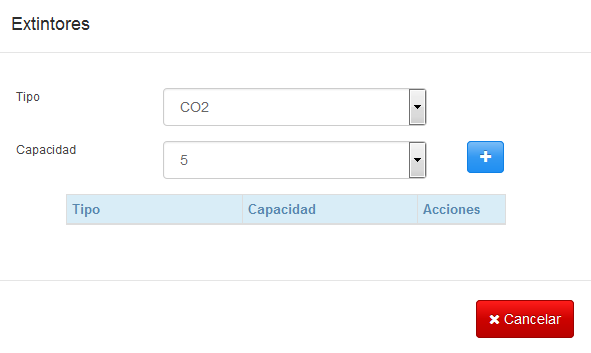 Extintores
Tipo
CO2
Capacidad
5
+
Tipo Capacidad Acciones
✖ Cancelar